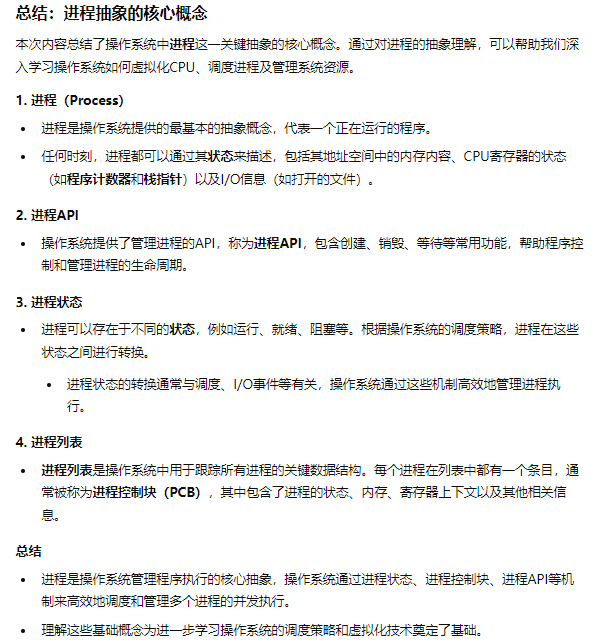 总结：进程抽象的核心概念
本次内容总结了操作系统中进程这一关键抽象的核心概念。通过对进程的抽象理解，可以帮助我们深
入学习操作系统如何虚拟化CPU、调度进程及管理系统资源。
1. 进程（Process）
• 进程是操作系统提供的最基本的抽象概念，代表一个正在运行的程序。
• 任何时刻，进程都可以通过其状态来描述，包括其地址空间中的内存内容、CPU寄存器的状态
（如程序计数器和栈指针）以及I/O信息（如打开的文件）。
2. 进程API
• 操作系统提供了管理进程的API，称为进程API，包含创建、销毁、等待等常用功能，帮助程序控
制和管理进程的生命周期。
3. 进程状态
• 进程可以存在于不同的状态，例如运行、就绪、阻塞等。根据操作系统的调度策略，进程在这些
状态之间进行转换。
• 进程状态的转换通常与调度、I/O事件等有关，操作系统通过这些机制高效地管理进程执
行。
4. 进程列表
• 进程列表是操作系统中用于跟踪所有进程的关键数据结构。每个进程在列表中都有一个条目，通
常被称为进程控制块（PCB），其中包含了进程的状态、内存、寄存器上下文以及其他相关信
息。
总结
• 进程是操作系统管理程序执行的核心抽象，操作系统通过进程状态、进程控制块、进程API等机
制来高效地调度和管理多个进程的并发执行。
• 理解这些基础概念为进一步学习操作系统的调度策略和虚拟化技术奠定了基础。